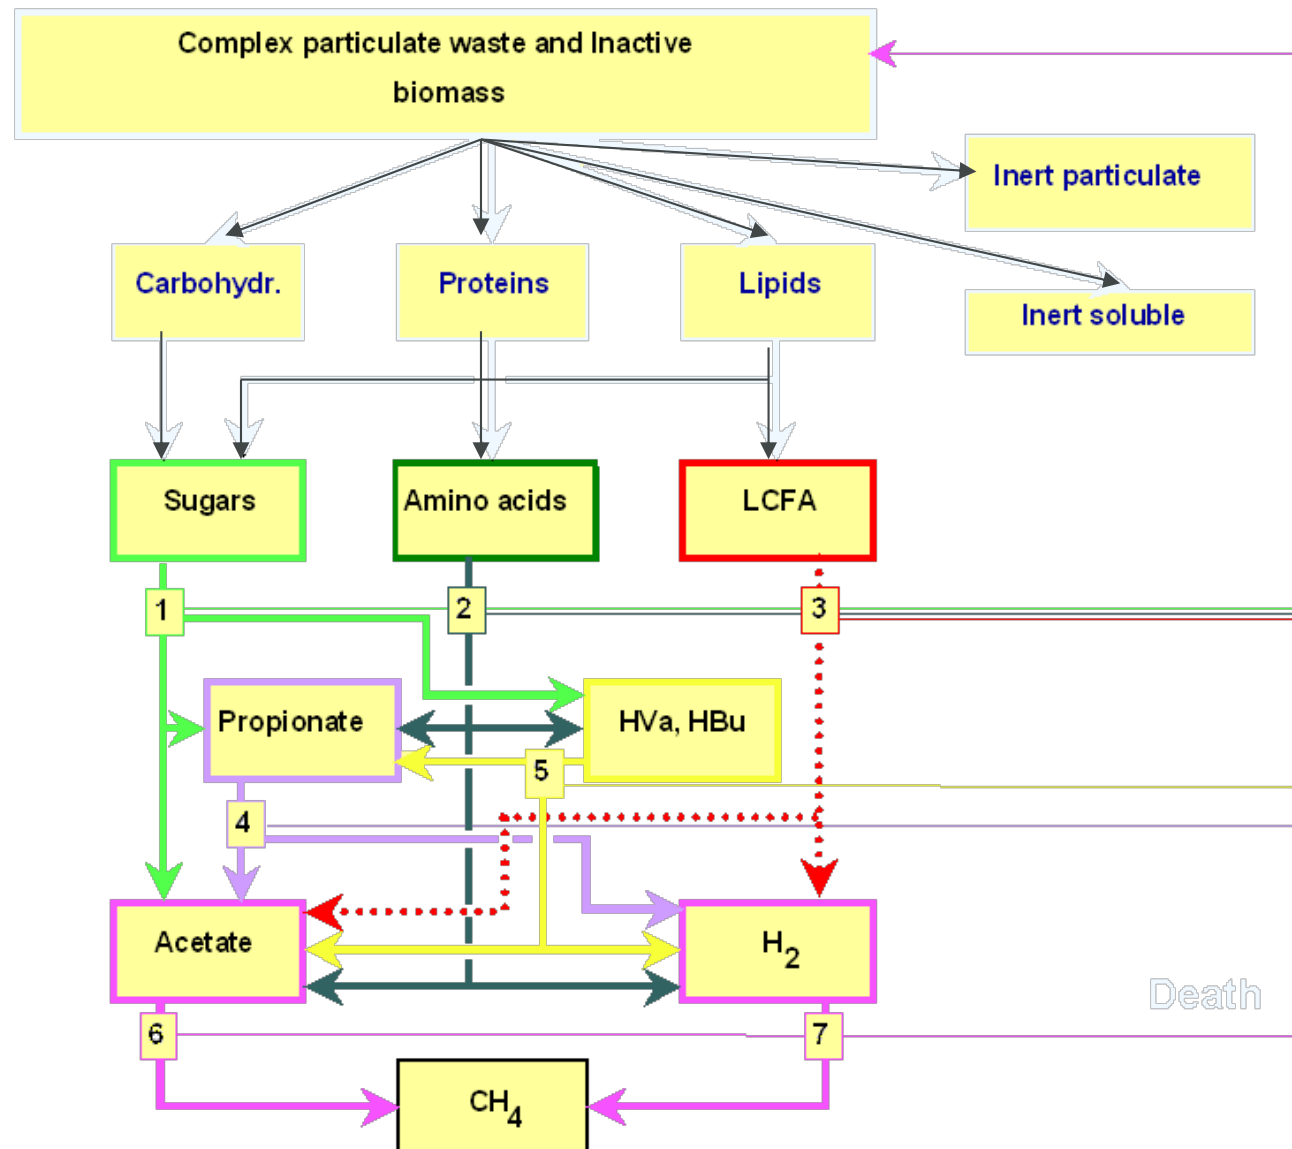 Complex particulate waste and Inactive
biomass
Inert particulate
Carbohydr.
Proteins
Lipids
Inert soluble
Sugars
Amino acids
LCFA
1
2
3
Propionate
HVa, HBu
5
4
Acetate
H2
Death
6
7
CH4